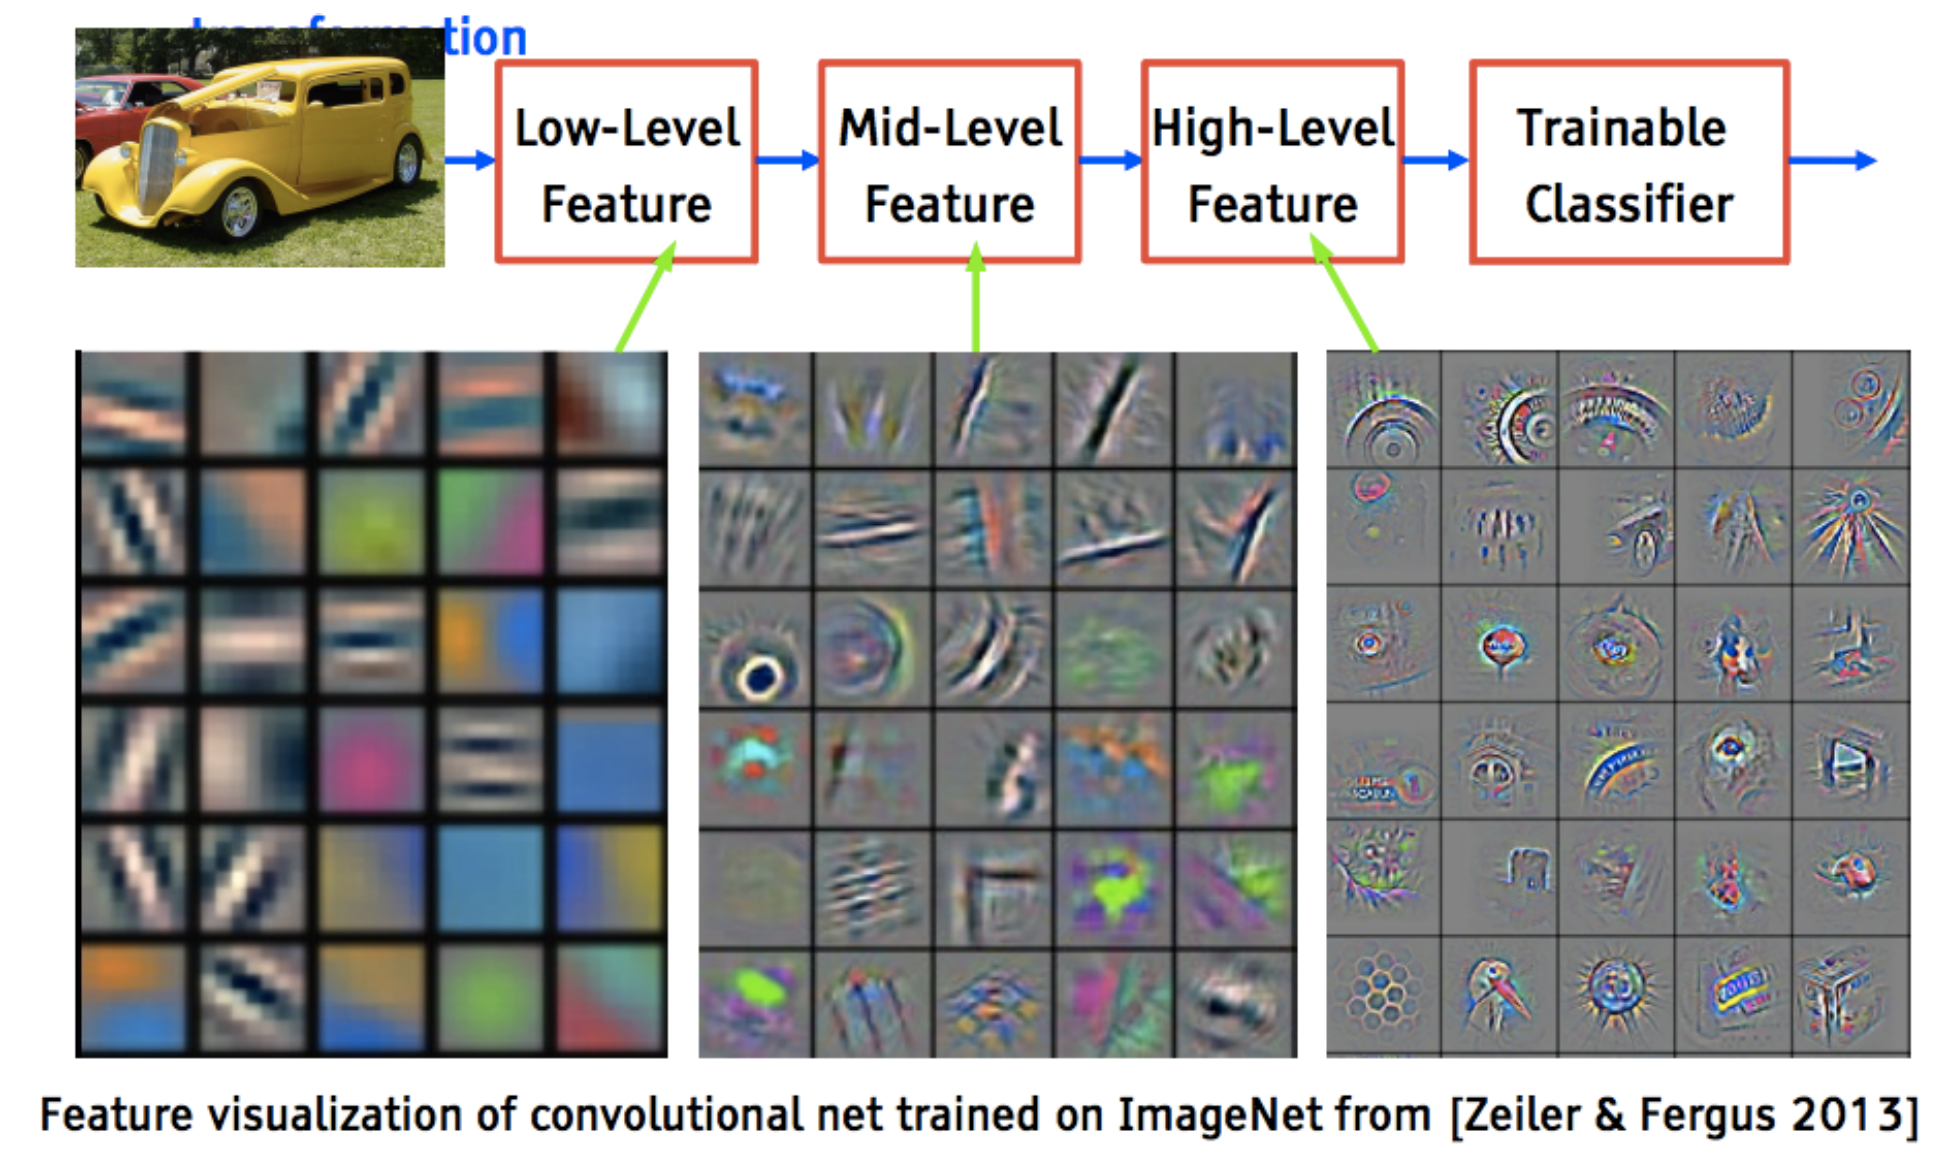 transformation
Low-Level
Feature
Mid-Level
Feature
High-Level
Feature
Trainable
Classifier
Feature visualization of convolutional net trained on ImageNet from [Zeiler & Fergus 2013]